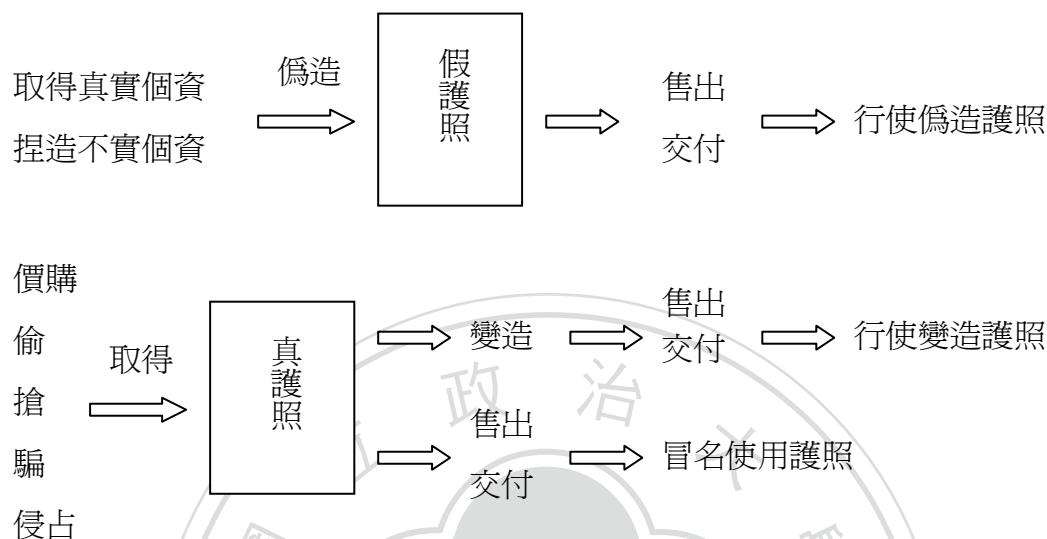 取得真實個資
捏造不實個資
偽造
假護照
售出
交付
行使偽造護照
價購
偷
搶
騙
侵占
取得
真護照
變造
售出
交付
行使變造護照
售出
交付
冒名使用護照
政治大